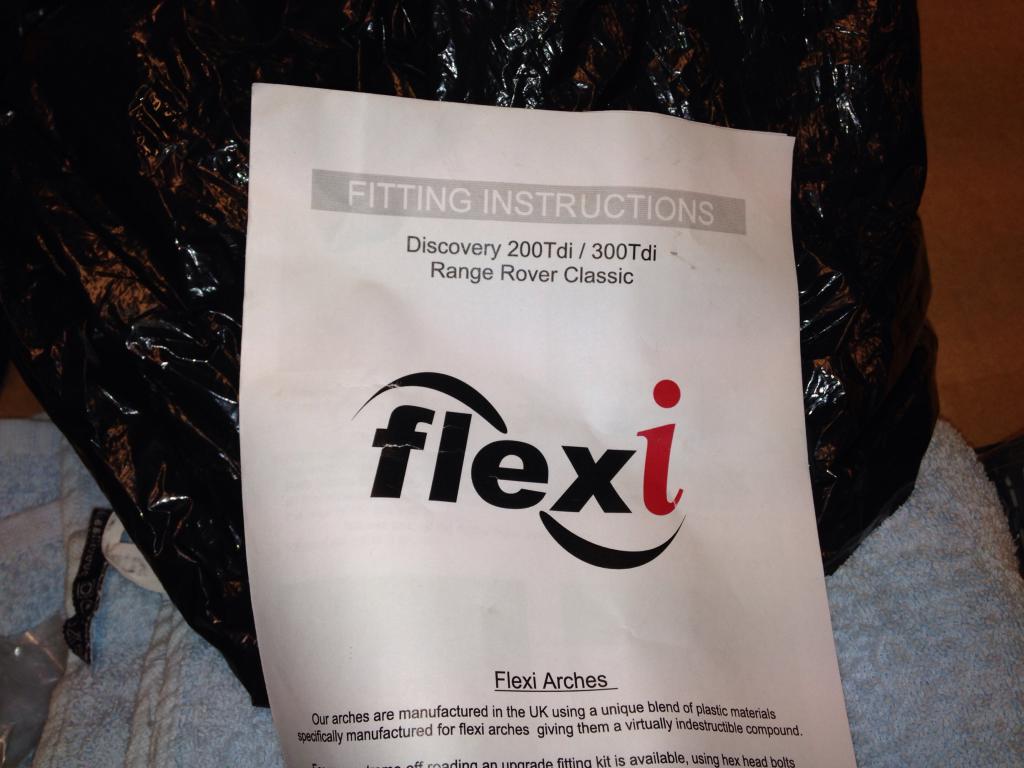 FITTING INSTRUCTIONS
Discovery 200Tdi / 300Tdi
Range Rover Classic
flexi
Flexi Arches
Our arches are manufactured in the UK using a unique blend of plastic materials
specifically manufactured for flexi arches giving them a virtually indestructible compound.
off roading an upgrade fitting kit is available, using hex head bolts